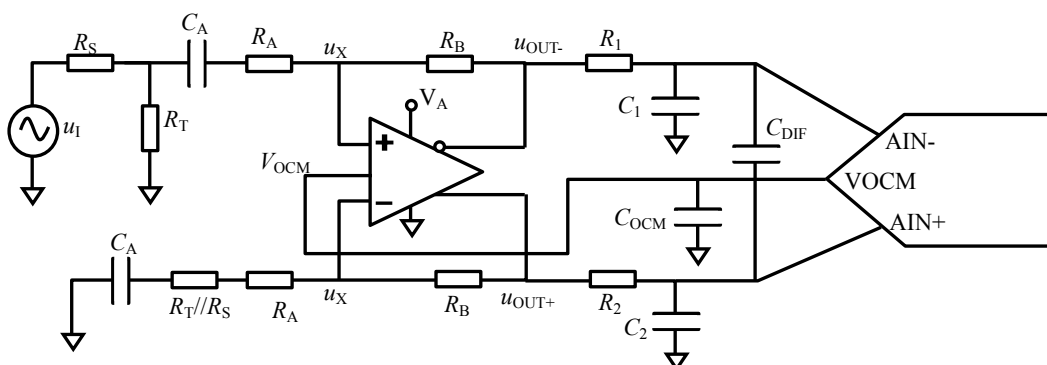 C_A
R_S
R_A
u_X
R_B
u_OUT-
R_1
V_A
u_I
R_T
+
C_1
C_DIF
AIN-
V_OCM
VOCM
−
C_OCM
AIN+
C_A
R_T//R_S
R_A
u_X
R_B
u_OUT+
R_2
C_2